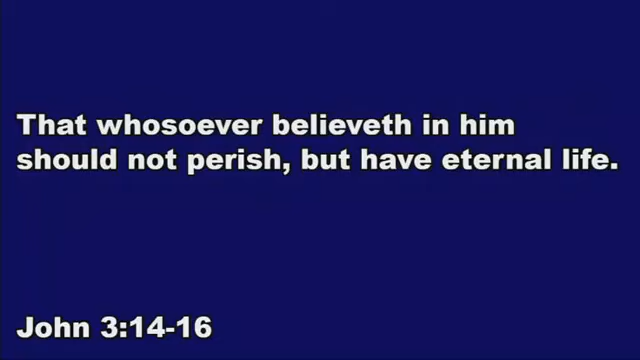 That whosoever believeth in him
should not perish, but have eternal life.
John 3:14-16